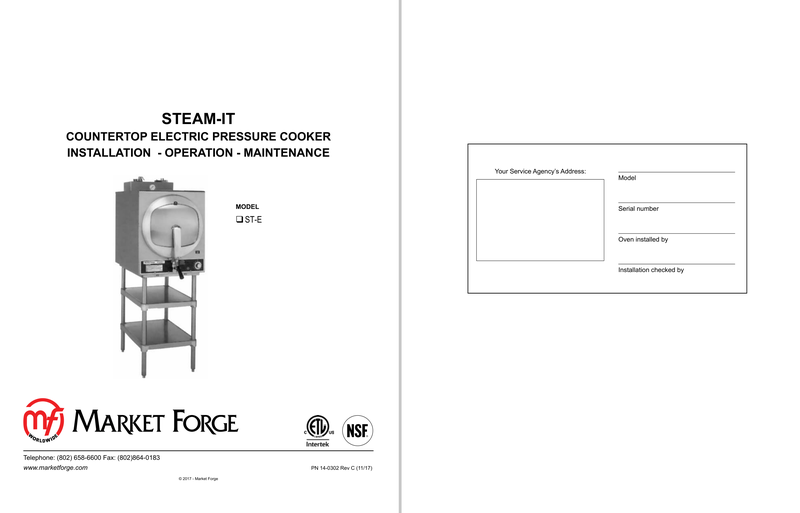 STEAM-IT
COUNTERTOP ELECTRIC PRESSURE COOKER
INSTALLATION - OPERATION - MAINTENANCE
MODEL
❑ ST-E
mf
WORLDWIDE
MARKET FORGE
C ETL US
Intertek
NSF
Telephone: (802) 658-6600 Fax: (802)864-0183
www.marketforge.com
PN 14-0302 Rev C (11/17)
© 2017 - Market Forge
Your Service Agency's Address:
Model
Serial number
Oven installed by
Installation checked by